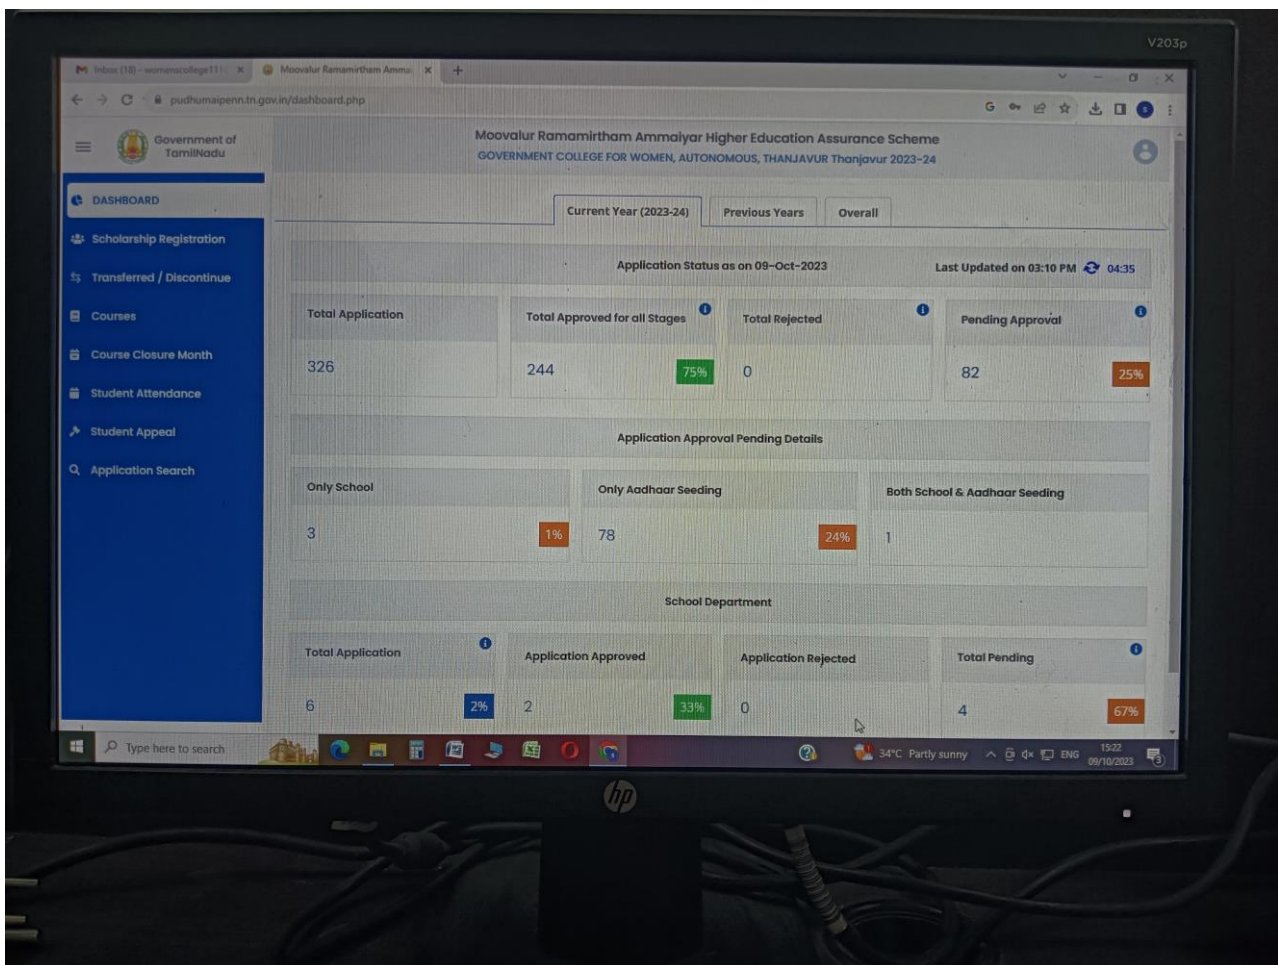 V203p
Inbox (18) - womenscollege111
Moovalur Ramamirtham Amma
pudhumaipenn.tn.gov.in/dashboard.php
Government of
TamilNadu
Moovalur Ramamirtham Ammaiyar Higher Education Assurance Scheme
GOVERNMENT COLLEGE FOR WOMEN, AUTONOMOUS, THANJAVUR Thanjavur 2023-24
DASHBOARD
Scholarship Registration
Transferred / Discontinue
Courses
Course Closure Month
Student Attendance
Student Appeal
Application Search
Current Year (2023-24) Previous Years Overall
Application Status as on 09-Oct-2023 Last Updated on 03:10 PM 04:35
Total Application Total Approved for all Stages Total Rejected Pending Approval
326 244 75% 0 82 25%
Application Approval Pending Details
Only School Only Aadhaar Seeding Both School & Aadhaar Seeding
3 1% 78 24% 1
School Department
Total Application Application Approved Application Rejected Total Pending
6 2% 2 33% 0 4 67%
Type here to search
34°C Partly sunny ENG 15:22
09/10/2023
3
hp